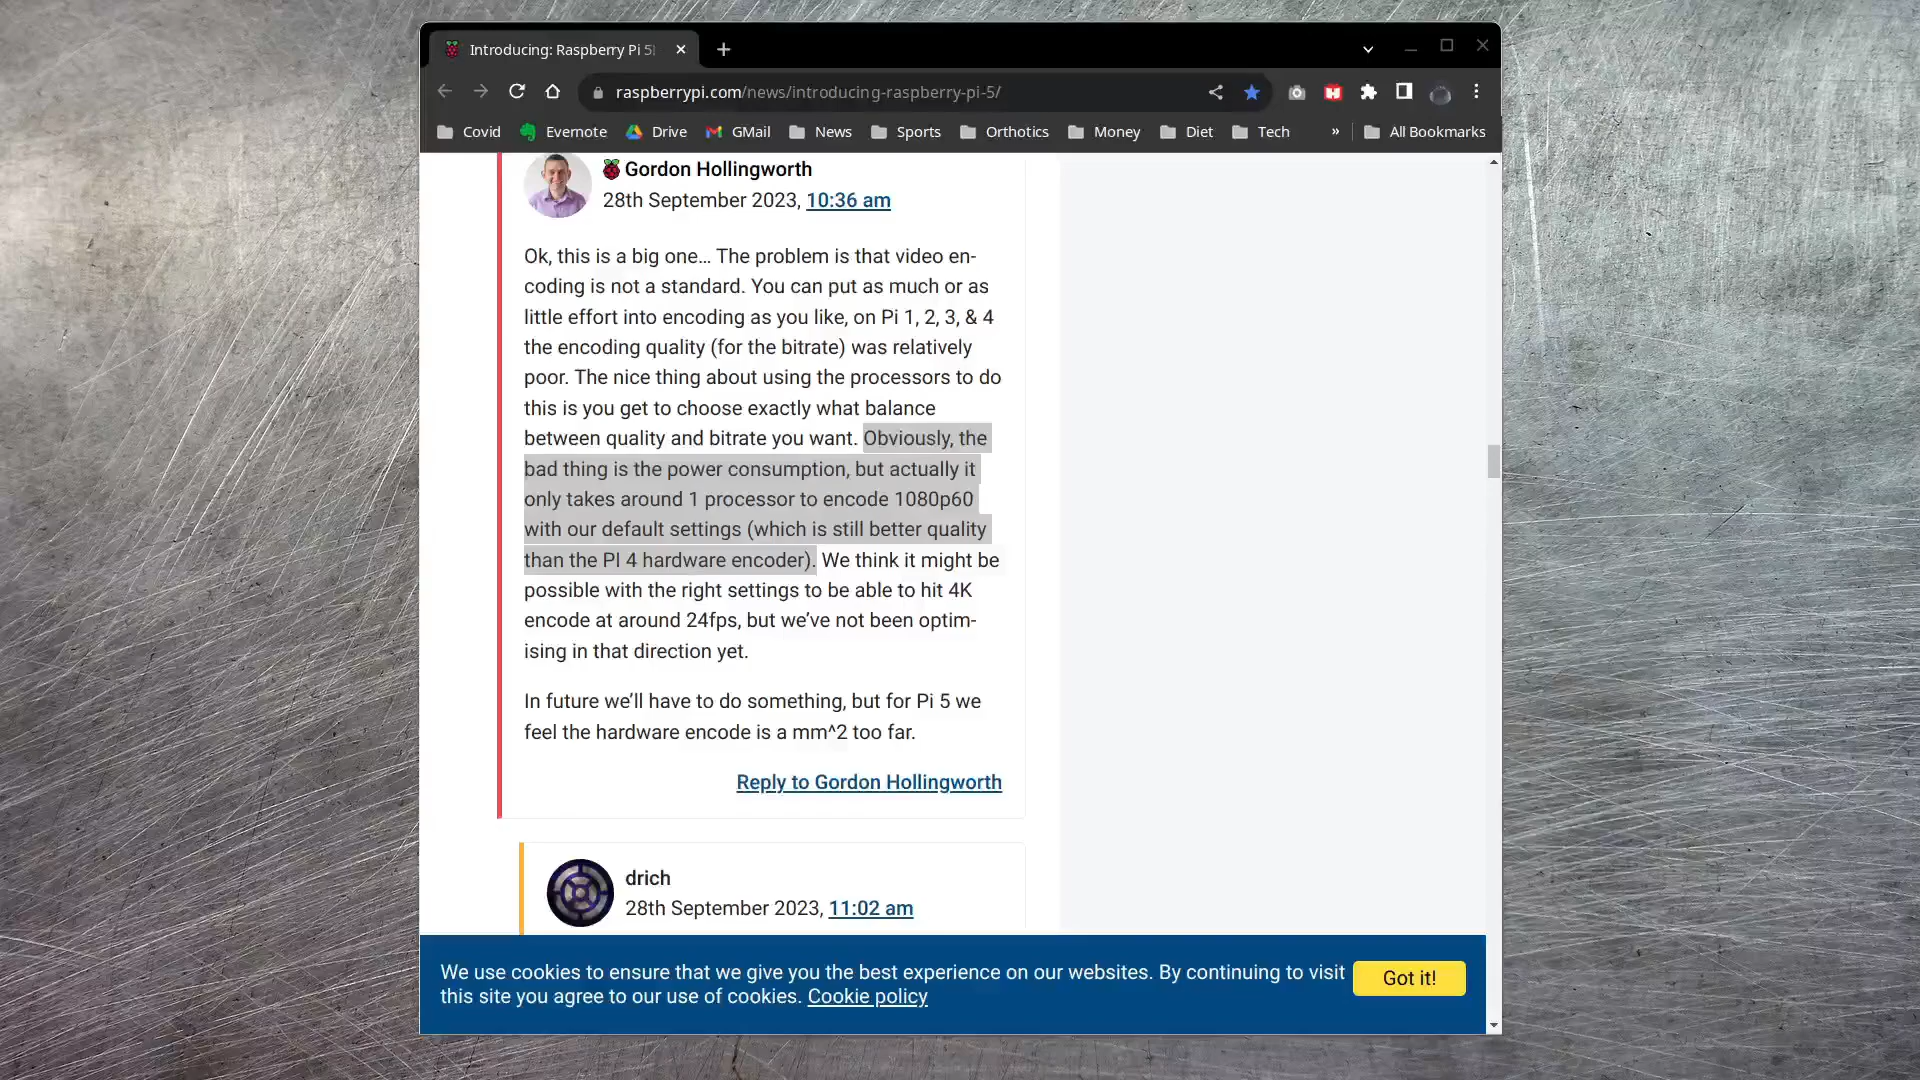 Introducing: Raspberry Pi 5
raspberrypi.com/news/introducing-raspberry-pi-5/
Covid Evernote Drive GMail News Sports Orthotics Money Diet Tech » All Bookmarks
Gordon Hollingworth
28th September 2023, 10:36 am
Ok, this is a big one… The problem is that video en-
coding is not a standard. You can put as much or as
little effort into encoding as you like, on Pi 1, 2, 3, & 4
the encoding quality (for the bitrate) was relatively
poor. The nice thing about using the processors to do
this is you get to choose exactly what balance
between quality and bitrate you want. Obviously, the
bad thing is the power consumption, but actually it
only takes around 1 processor to encode 1080p60
with our default settings (which is still better quality
than the PI 4 hardware encoder). We think it might be
possible with the right settings to be able to hit 4K
encode at around 24fps, but we’ve not been optim-
ising in that direction yet.
In future we’ll have to do something, but for Pi 5 we
feel the hardware encode is a mm^2 too far.
Reply to Gordon Hollingworth
drich
28th September 2023, 11:02 am
We use cookies to ensure that we give you the best experience on our websites. By continuing to visit
this site you agree to our use of cookies. Cookie policy
Got it!